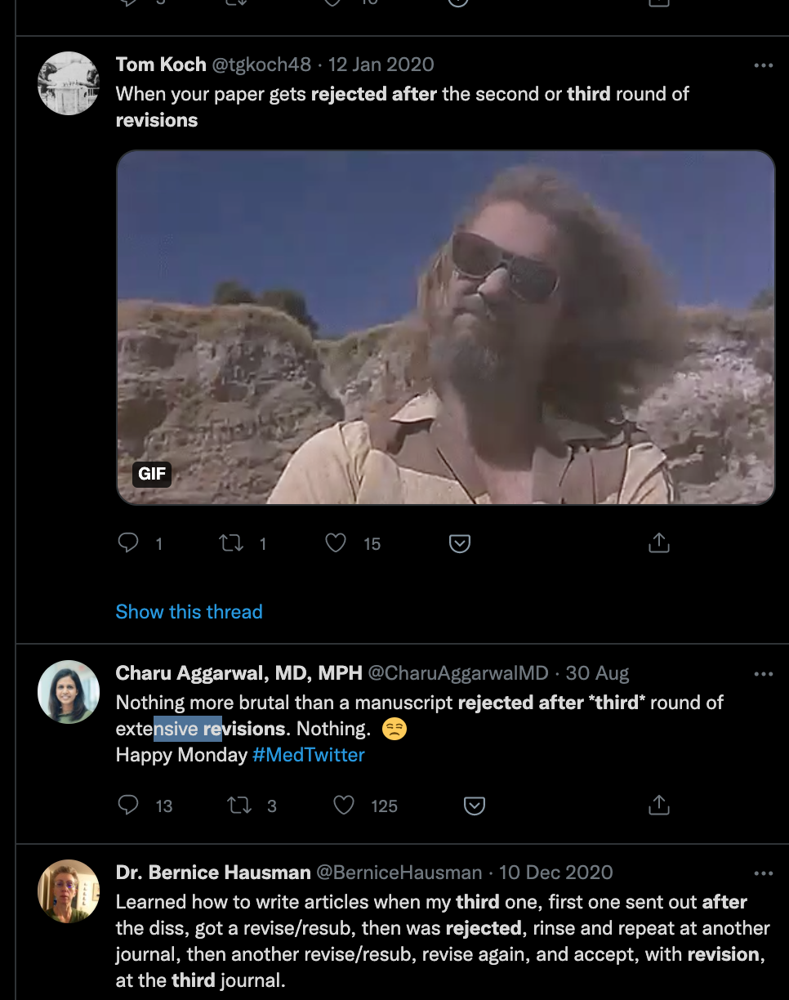 Tom Koch @tgkoch48 · 12 Jan 2020
When your paper gets rejected after the second or third round of
revisions
GIF
1 1 15
Show this thread
Charu Aggarwal, MD, MPH @CharuAggarwalMD · 30 Aug
Nothing more brutal than a manuscript rejected after *third* round of
extensive revisions. Nothing. 😒
Happy Monday #MedTwitter
13 3 125
Dr. Bernice Hausman @BerniceHausman · 10 Dec 2020
Learned how to write articles when my third one, first one sent out after
the diss, got a revise/resub, then was rejected, rinse and repeat at another
journal, then another revise/resub, revise again, and accept, with revision,
at the third journal.